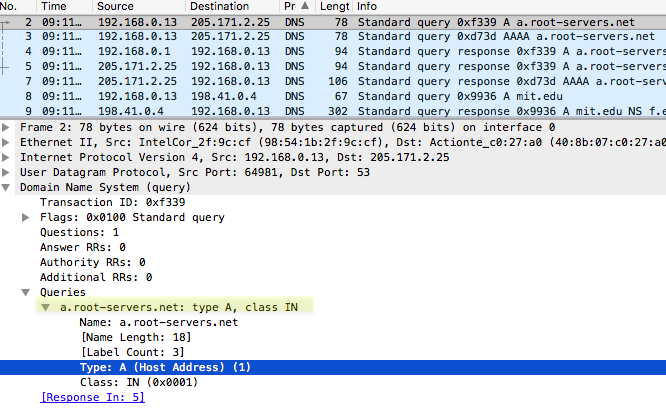 No. Time Source Destination Pr Lengt Info
2 09:11… 192.168.0.13 205.171.2.25 DNS 78 Standard query 0xf339 A a.root-servers.net
3 09:11… 192.168.0.13 205.171.2.25 DNS 78 Standard query 0xd73d AAAA a.root-servers.net
4 09:11… 192.168.0.1 192.168.0.13 DNS 94 Standard query response 0xf339 A a.root-servers.
5 09:11… 205.171.2.25 192.168.0.13 DNS 94 Standard query response 0xf339 A a.root-servers.
7 09:11… 205.171.2.25 192.168.0.13 DNS 106 Standard query response 0xd73d AAAA a.root-serv
8 09:11… 192.168.0.13 198.41.0.4 DNS 67 Standard query 0x9936 A mit.edu
9 09:11… 198.41.0.4 192.168.0.13 DNS 302 Standard query response 0x9936 A mit.edu NS f.e
Frame 2: 78 bytes on wire (624 bits), 78 bytes captured (624 bits) on interface 0
Ethernet II, Src: IntelCor_2f:9c:cf (98:54:1b:2f:9c:cf), Dst: Actionte_c0:27:a0 (40:8b:07:c0:27:a0
Internet Protocol Version 4, Src: 192.168.0.13, Dst: 205.171.2.25
User Datagram Protocol, Src Port: 64981, Dst Port: 53
Domain Name System (query)
Transaction ID: 0xf339
Flags: 0x0100 Standard query
Questions: 1
Answer RRs: 0
Authority RRs: 0
Additional RRs: 0
Queries
a.root-servers.net: type A, class IN
Name: a.root-servers.net
[Name Length: 18]
[Label Count: 3]
Type: A (Host Address) (1)
Class: IN (0x0001)
[Response In: 5]